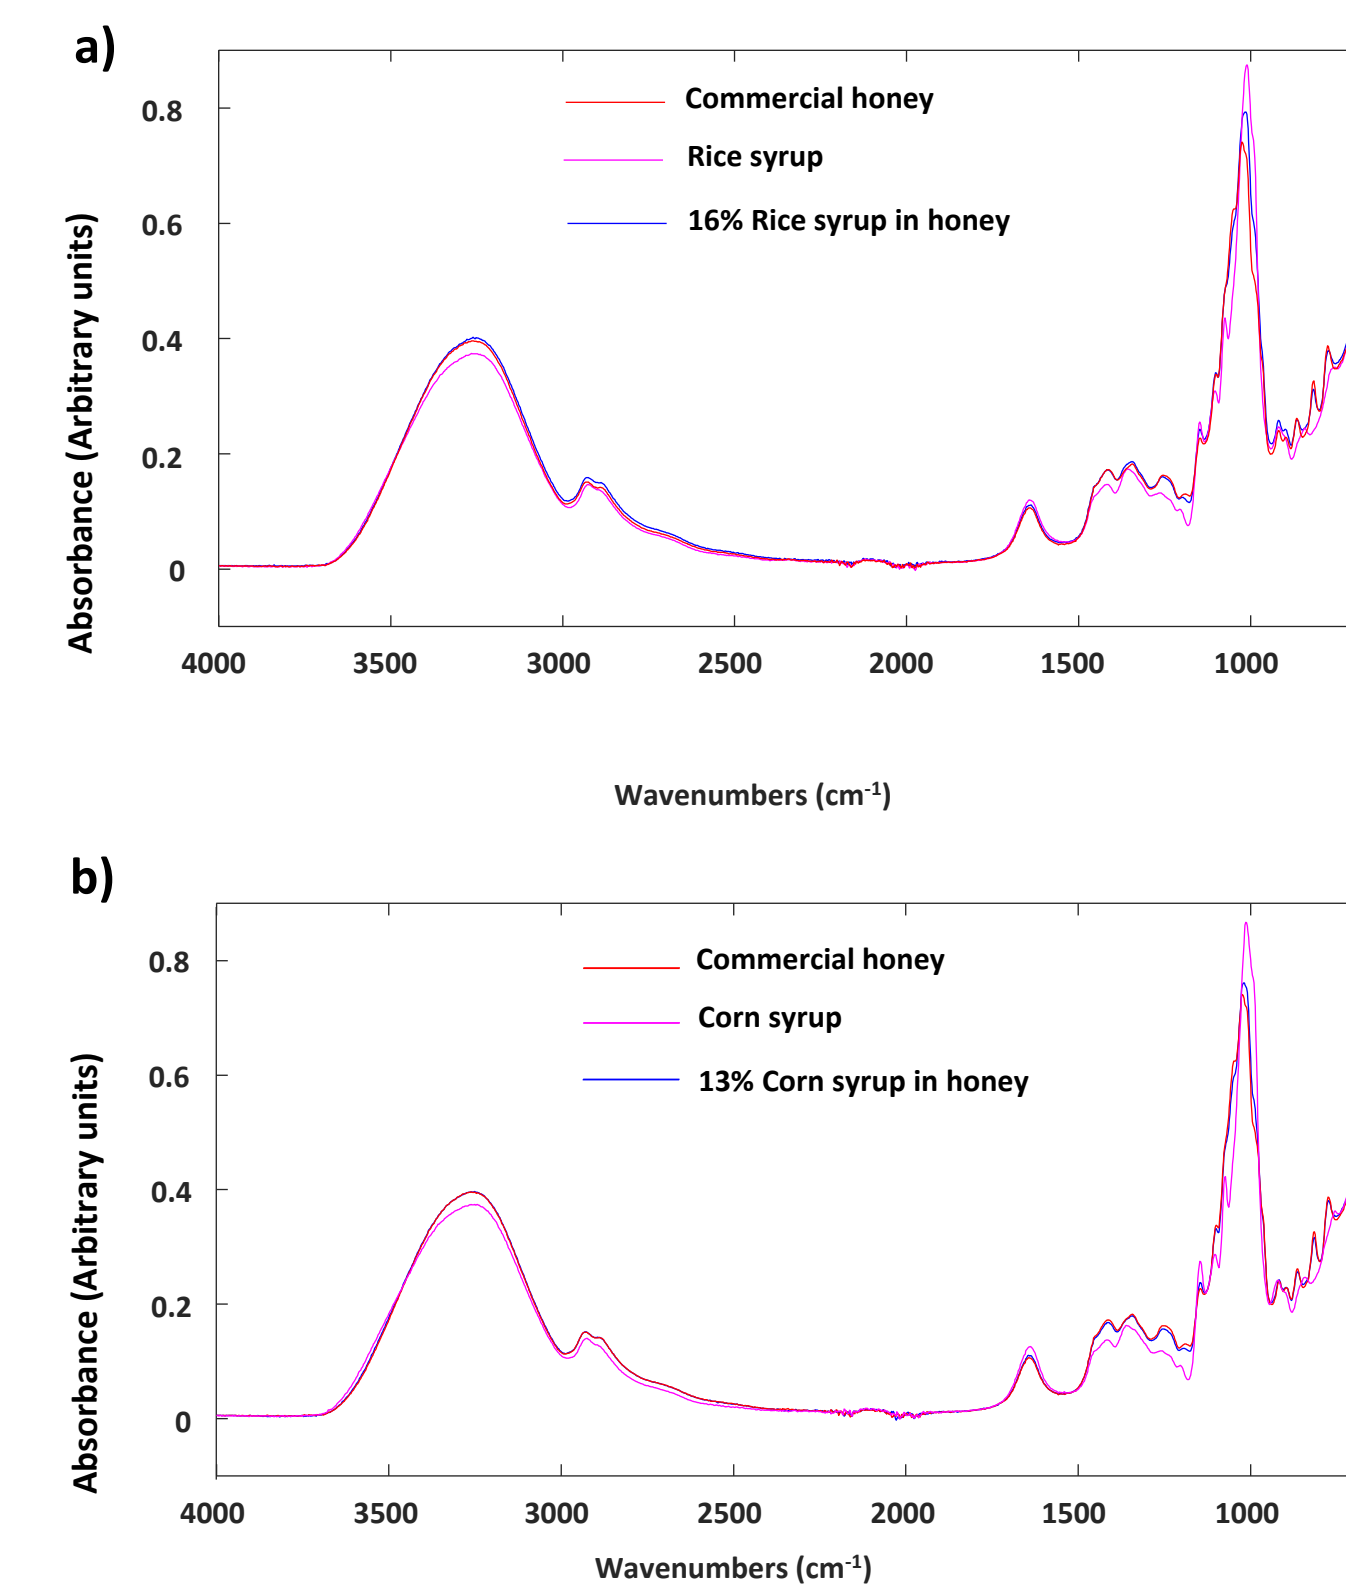 a)
Absorbance (Arbitrary units)
0.8
0.6
0.4
0.2
0
Commercial honey
Rice syrup
16% Rice syrup in honey
4000 3500 3000 2500 2000 1500 1000
Wavenumbers (cm-1)
b)
Absorbance (Arbitrary units)
0.8
0.6
0.4
0.2
0
Commercial honey
Corn syrup
13% Corn syrup in honey
4000 3500 3000 2500 2000 1500 1000
Wavenumbers (cm-1)